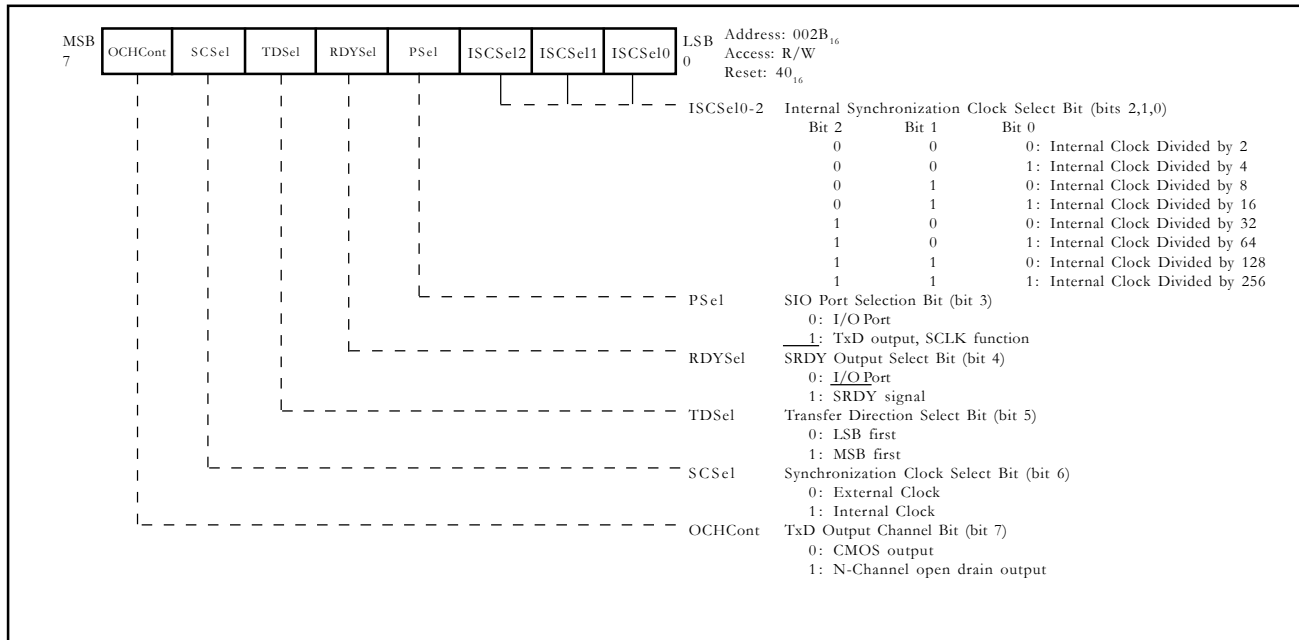 MSB 7 OCHCont SCSel TDSel RDYSel PSel ISCSel2 ISCSel1 ISCSel0 LSB 0
Address: 002B16
Access: R/W
Reset: 4016
ISCSel0-2 Internal Synchronization Clock Select Bit (bits 2,1,0)
Bit 2 Bit 1 Bit 0
0 0 0: Internal Clock Divided by 2
0 0 1: Internal Clock Divided by 4
0 1 0: Internal Clock Divided by 8
0 1 1: Internal Clock Divided by 16
1 0 0: Internal Clock Divided by 32
1 0 1: Internal Clock Divided by 64
1 1 0: Internal Clock Divided by 128
1 1 1: Internal Clock Divided by 256
PSel SIO Port Selection Bit (bit 3)
0: I/O Port
1: TxD output, SCLK function
RDYSel SRDY Output Select Bit (bit 4)
0: I/O Port
1: SRDY signal
TDSel Transfer Direction Select Bit (bit 5)
0: LSB first
1: MSB first
SCSel Synchronization Clock Select Bit (bit 6)
0: External Clock
1: Internal Clock
OCHCont TxD Output Channel Bit (bit 7)
0: CMOS output
1: N-Channel open drain output